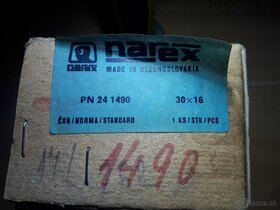 narex
narex
MADE IN CZECHOSLOVAKIA
PN 24 1490
30×16
ČSN/NORMA/STANDARD
1 KS/STK/PCS
1490
bazar.sk